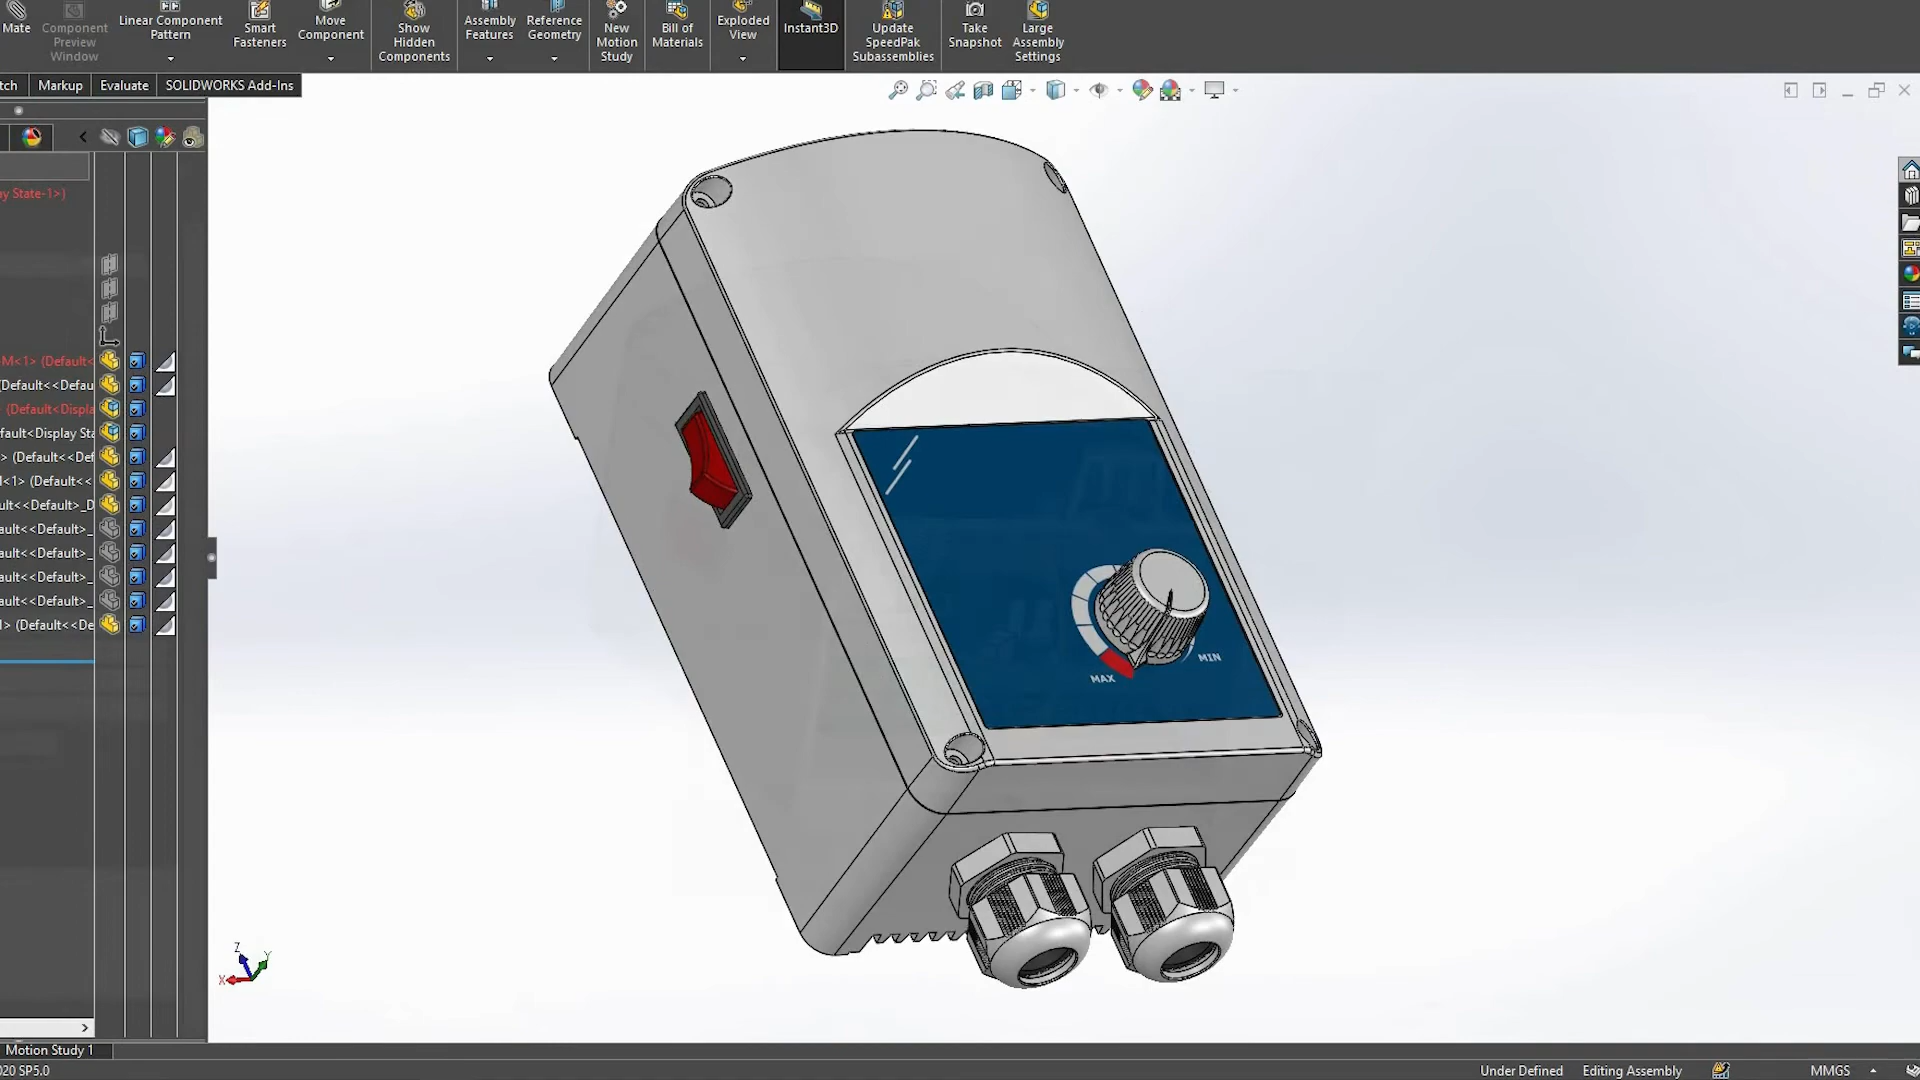 Mate
Component
Preview
Window
Linear Component
Pattern
Smart
Fasteners
Move
Component
Show
Hidden
Components
Assembly
Features
Reference
Geometry
New
Motion
Study
Bill of
Materials
Exploded
View
Instant3D
Update
SpeedPak
Subassemblies
Take
Snapshot
Large
Assembly
Settings
tch
Markup
Evaluate
SOLIDWORKS Add-Ins
ay State-1>)
M<1> (Default<
(Default<<Defau
(Default<Displa
fault<Display Sta
> (Default<<Def
<1> (Default<<
ault<<Default>_D
ault<<Default>_
ault<<Default>_
ault<<Default>_
ault<<Default>_
> (Default<<De
MAX
MIN
Z
Y
X
Motion Study 1
020 SP5.0
Under Defined
Editing Assembly
MMGS